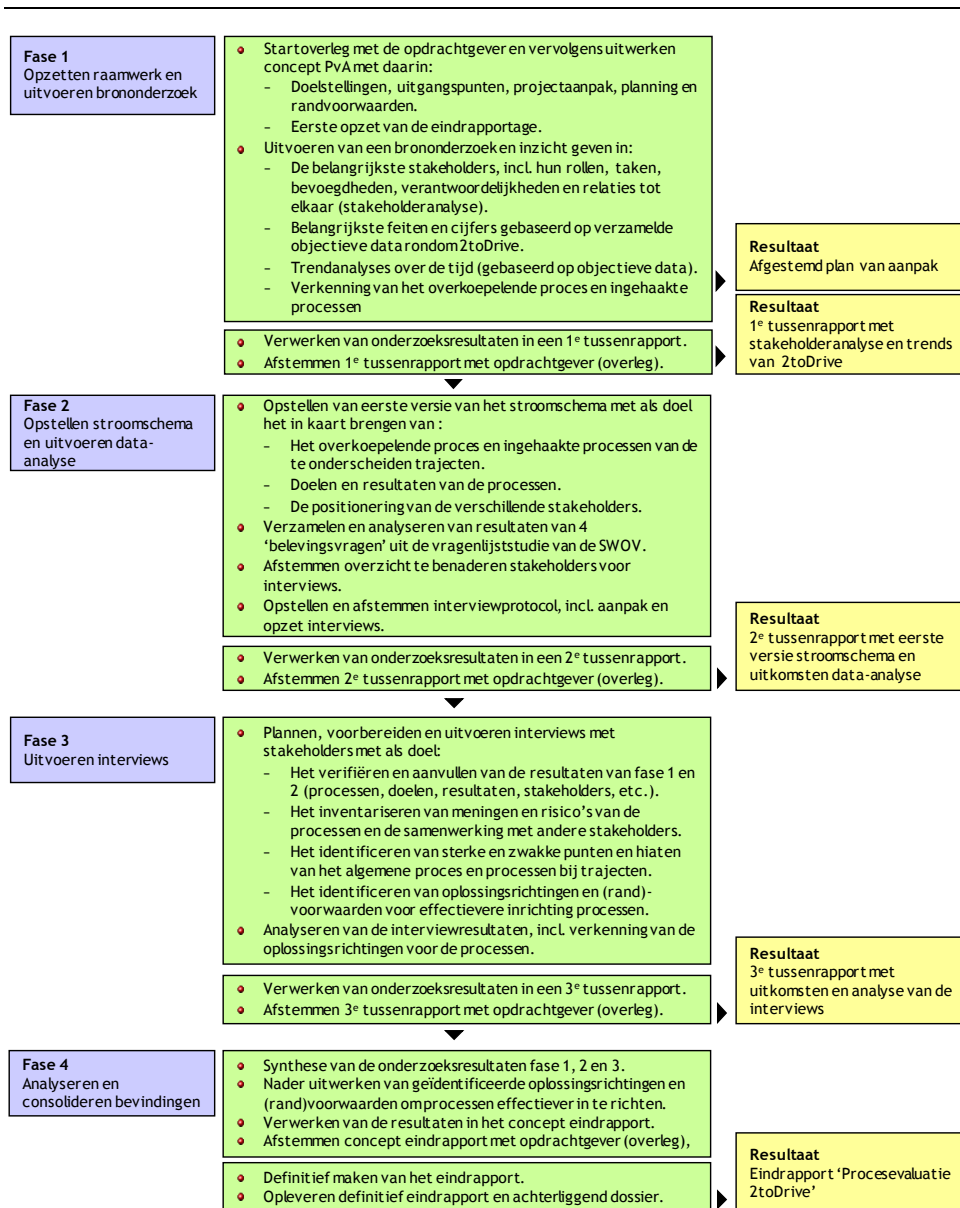 Fase 1
Opzetten raamwerk en
uitvoeren brononderzoek
Startoverleg met de opdrachtgever en vervolgens uitwerken
concept PvA met daarin:
– Doelstellingen, uitgangspunten, projectaanpak, planning en
randvoorwaarden.
– Eerste opzet van de eindrapportage.
Uitvoeren van een brononderzoek en inzicht geven in:
– De belangrijkste stakeholders, incl. hun rollen, taken,
bevoegdheden, verantwoordelijkheden en relaties tot
elkaar (stakeholderanalyse).
– Belangrijkste feiten en cijfers gebaseerd op verzamelde
objectieve data rondom 2toDrive.
– Trendanalyses over de tijd (gebaseerd op objectieve data).
– Verkenning van het overkoepelende proces en ingehaakte
processen
Resultaat
Afgestemd plan van aanpak
Verwerken van onderzoeksresultaten in een 1e tussenrapport.
Afstemmen 1e tussenrapport met opdrachtgever (overleg).
Resultaat
1e tussenrapport met
stakeholderanalyse en trends
van 2toDrive
Fase 2
Opstellen stroomschema
en uitvoeren data-
analyse
Opstellen van eerste versie van het stroomschema met als doel
het in kaart brengen van :
– Het overkoepelende proces en ingehaakte processen van de
te onderscheiden trajecten.
– Doelen en resultaten van de processen.
– De positionering van de verschillende stakeholders.
Verzamelen en analyseren van resultaten van 4
‘belevingsvragen’ uit de vragenlijststudie van de SWOV.
Afstemmen overzicht te benaderen stakeholders voor
interviews.
Opstellen en afstemmen interviewprotocol, incl. aanpak en
opzet interviews.
Verwerken van onderzoeksresultaten in een 2e tussenrapport.
Afstemmen 2e tussenrapport met opdrachtgever (overleg).
Resultaat
2e tussenrapport met eerste
versie stroomschema en
uitkomsten data-analyse
Fase 3
Uitvoeren interviews
Plannen, voorbereiden en uitvoeren interviews met
stakeholders met als doel:
– Het verifiëren en aanvullen van de resultaten van fase 1 en
2 (processen, doelen, resultaten, stakeholders, etc.).
– Het inventariseren van meningen en risico’s van de
processen en de samenwerking met andere stakeholders.
– Het identificeren van sterke en zwakke punten en hiaten
van het algemene proces en processen bij trajecten.
– Het identificeren van oplossingsrichtingen en (rand)-
voorwaarden voor effectievere inrichting processen.
Analyseren van de interviewresultaten, incl. verkenning van de
oplossingsrichtingen voor de processen.
Verwerken van onderzoeksresultaten in een 3e tussenrapport.
Afstemmen 3e tussenrapport met opdrachtgever (overleg).
Resultaat
3e tussenrapport met
uitkomsten en analyse van de
interviews
Fase 4
Analyseren en
consolideren bevindingen
Synthese van de onderzoeksresultaten fase 1, 2 en 3.
Nader uitwerken van geïdentificeerde oplossingsrichtingen en
(rand)voorwaarden om processen effectiever in te richten.
Verwerken van de resultaten in het concept eindrapport.
Afstemmen concept eindrapport met opdrachtgever (overleg),
Definitief maken van het eindrapport.
Opleveren definitief eindrapport en achterliggend dossier.
Resultaat
Eindrapport ‘Procesevaluatie
2toDrive’